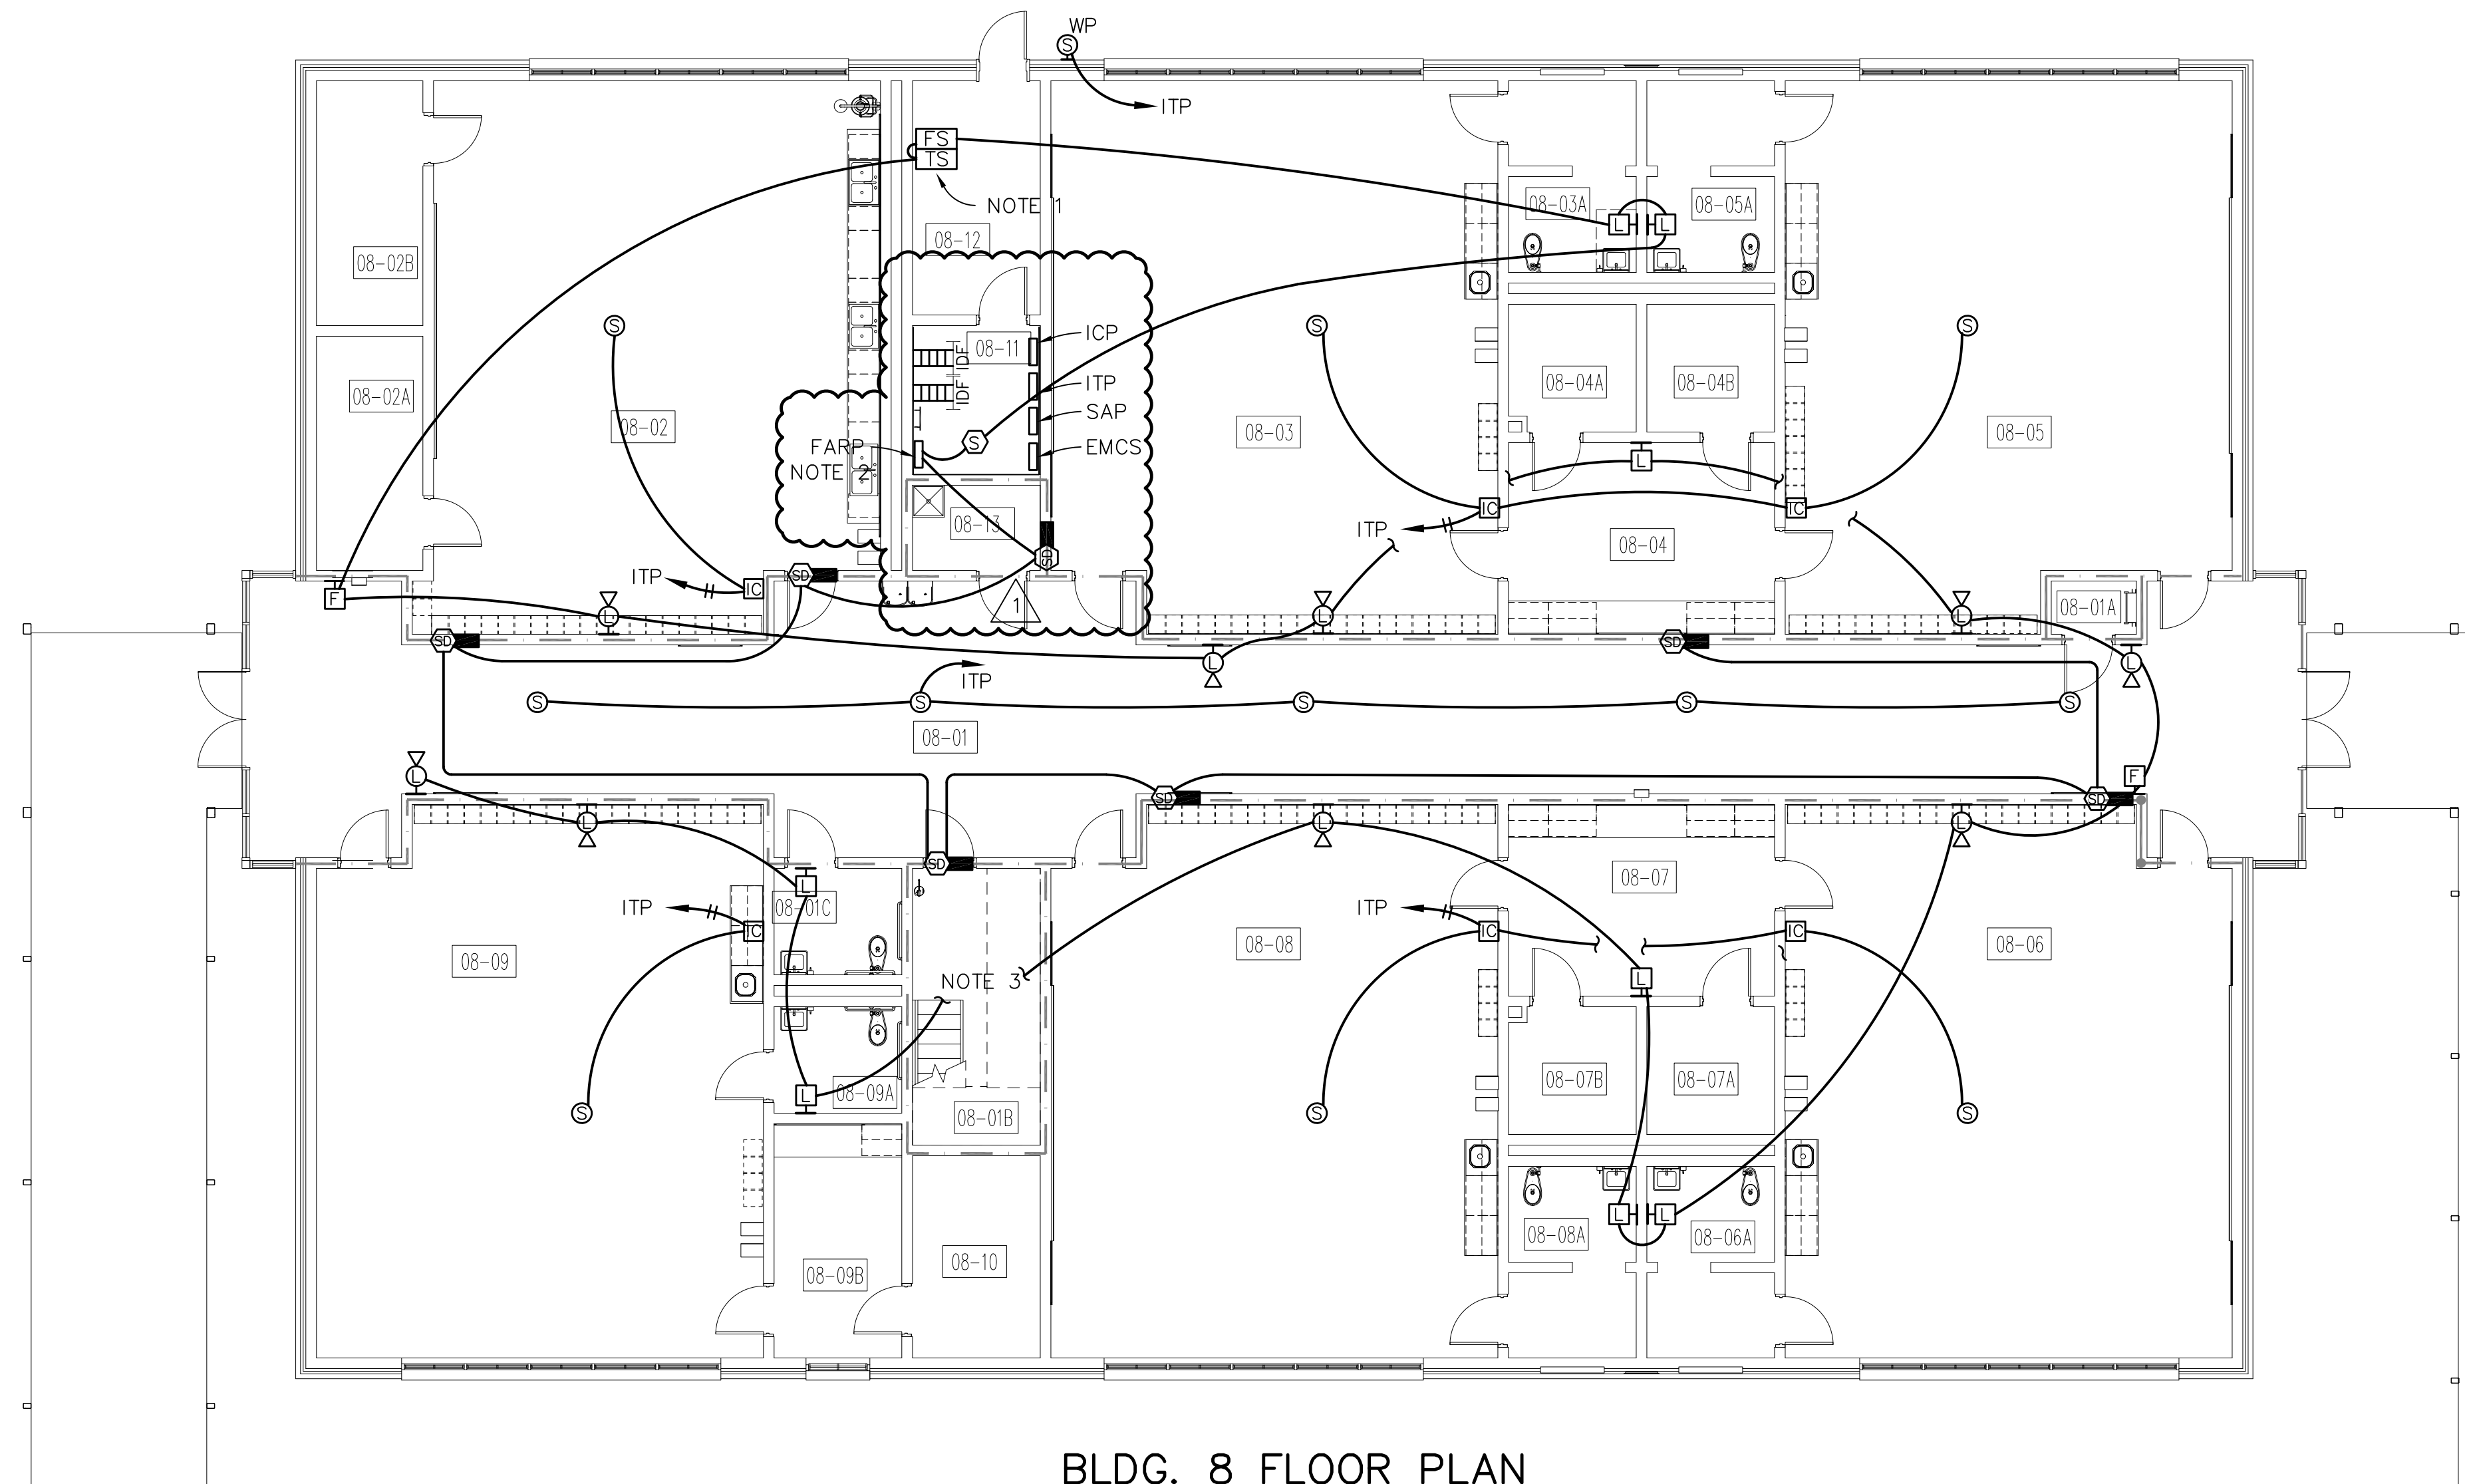 WP
S
ITP
FS
TS
NOTE 1
08-03A
08-05A
L
L
08-12
08-02B
S
S
S
ICP
08-11
IDF
IDF
ITP
SAP
08-02A
08-02
FARP
NOTE 2
S
EMCS
08-03
08-04A
08-04B
08-05
L
IC
IC
ITP
08-13
08-04
SD
SD
ITP
IC
F
L
1
L
L
08-01A
SD
SD
L
L
ITP
S
S
S
S
S
08-01
L
F
SD
SD
L
L
L
SD
L
08-01C
08-07
ITP
IC
ITP
IC
IC
08-09
08-08
08-06
NOTE 3
L
08-09A
L
08-07B
08-07A
S
08-01B
S
S
L
L
08-08A
08-06A
08-09B
08-10
BLDG. 8 FLOOR PLAN